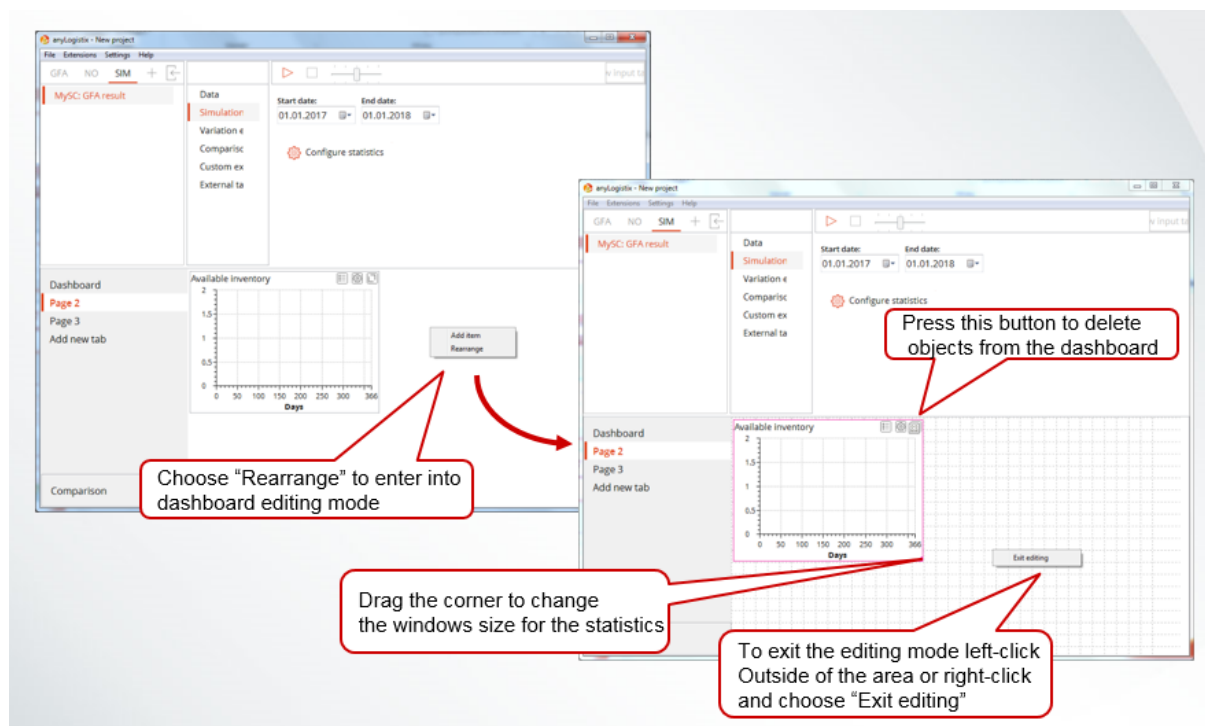 anyLogistix - New project
File Extensions Settings Help
GFA NO SIM
MySC: GFA result
Data
Simulation
Variation e
Comparisc
Custom ex
External ta
w input ta
Start date: End date:
01.01.2017 01.01.2018
Configure statistics
Dashboard
Page 2
Page 3
Add new tab
Comparison
Available inventory
2
1.5
1
0.5
0
0 50 100 150 200 250 300 366
Days
Add item
Rearrange
Choose “Rearrange” to enter into
dashboard editing mode
anyLogistix - New project
File Extensions Settings Help
GFA NO SIM
MySC: GFA result
Data
Simulation
Variation e
Comparisc
Custom ex
External ta
w input ta
Start date: End date:
01.01.2017 01.01.2018
Configure statistics
Press this button to delete
objects from the dashboard
Dashboard
Page 2
Page 3
Add new tab
Available inventory
2
1.5
1
0.5
0
0 50 100 150 200 250 300 366
Days
Exit editing
Drag the corner to change
the windows size for the statistics
To exit the editing mode left-click
Outside of the area or right-click
and choose “Exit editing”